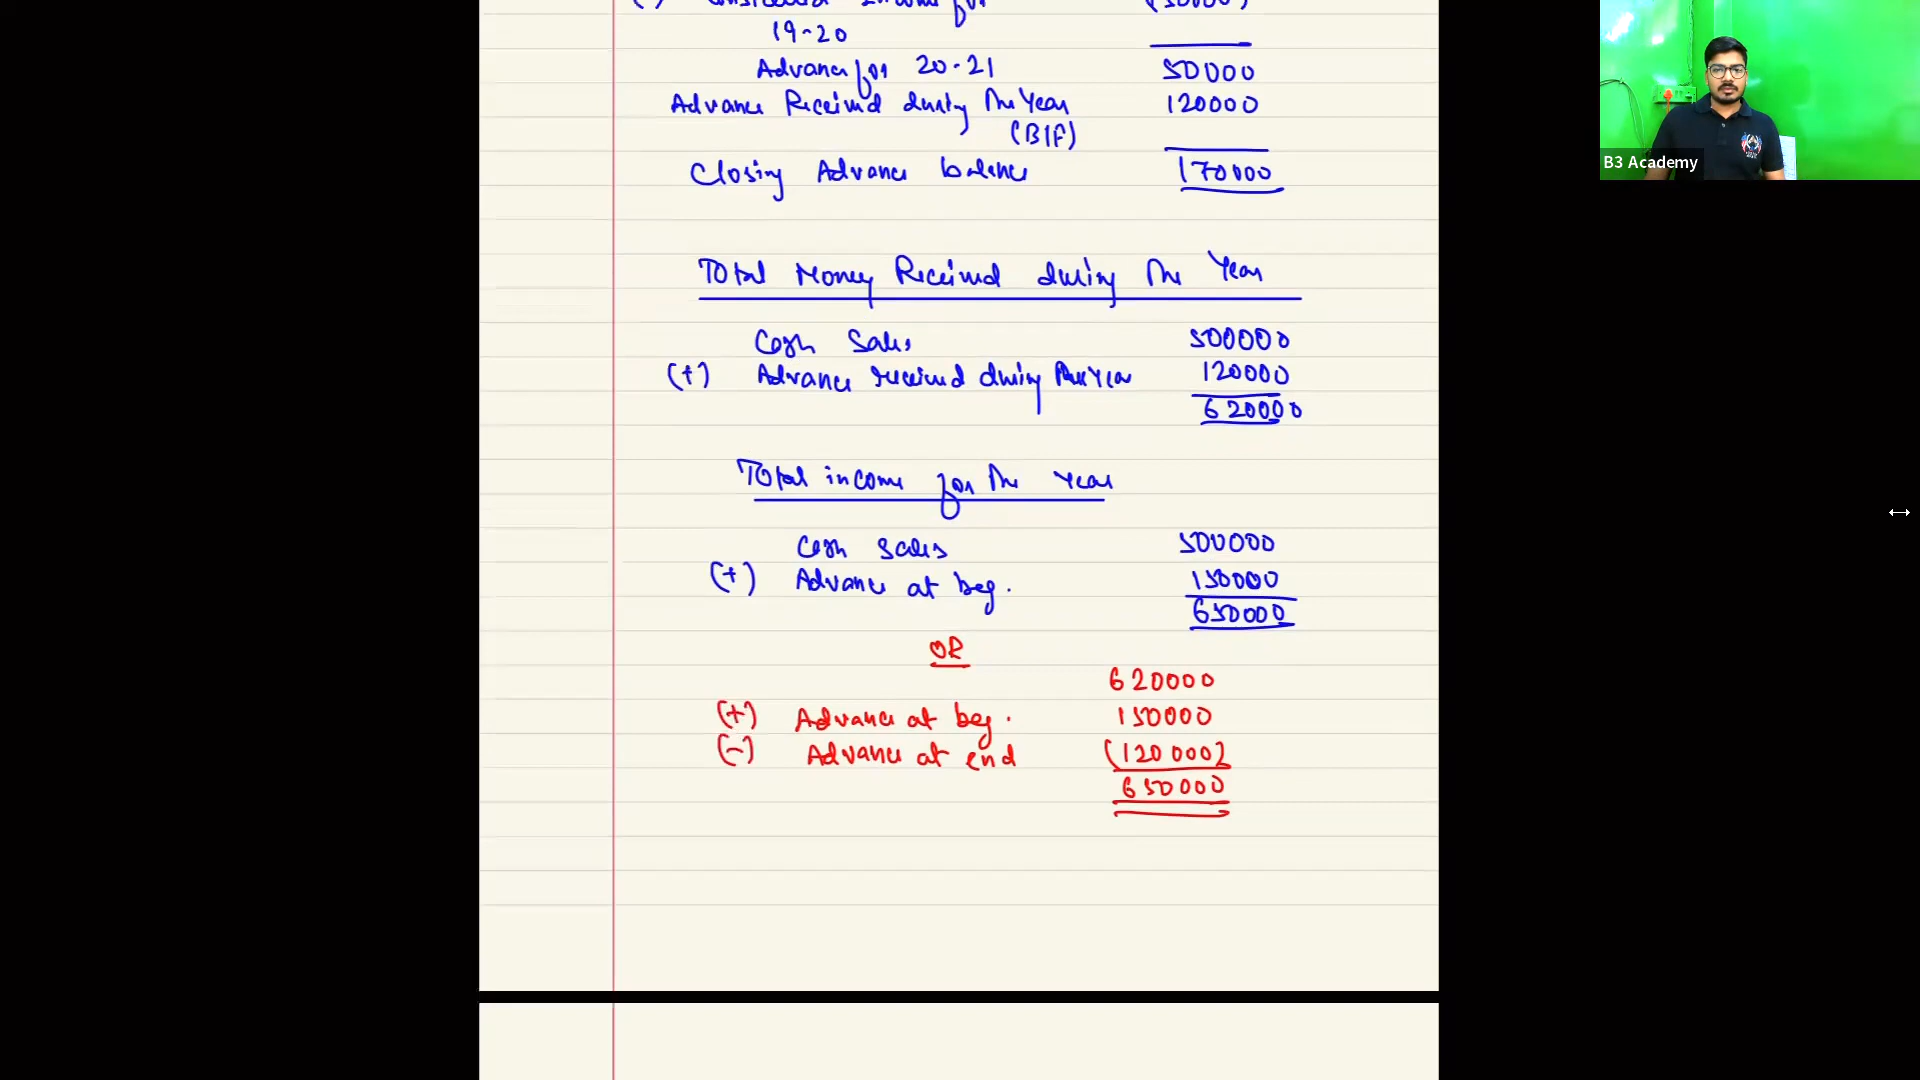 19-20
Advance for 20-21 50000
Advance Received during the Year 120000
(B/F)
Closing Advance balance 170000
Total Money Received during the Year
Cash Sales 500000
(+) Advance received during the Year 120000
620000
Total income for the Year
Cash Sales 500000
(+) Advance at beg. 150000
650000
OR
620000
(+) Advance at beg. 150000
(-) Advance at end (120000)
650000
B3 Academy